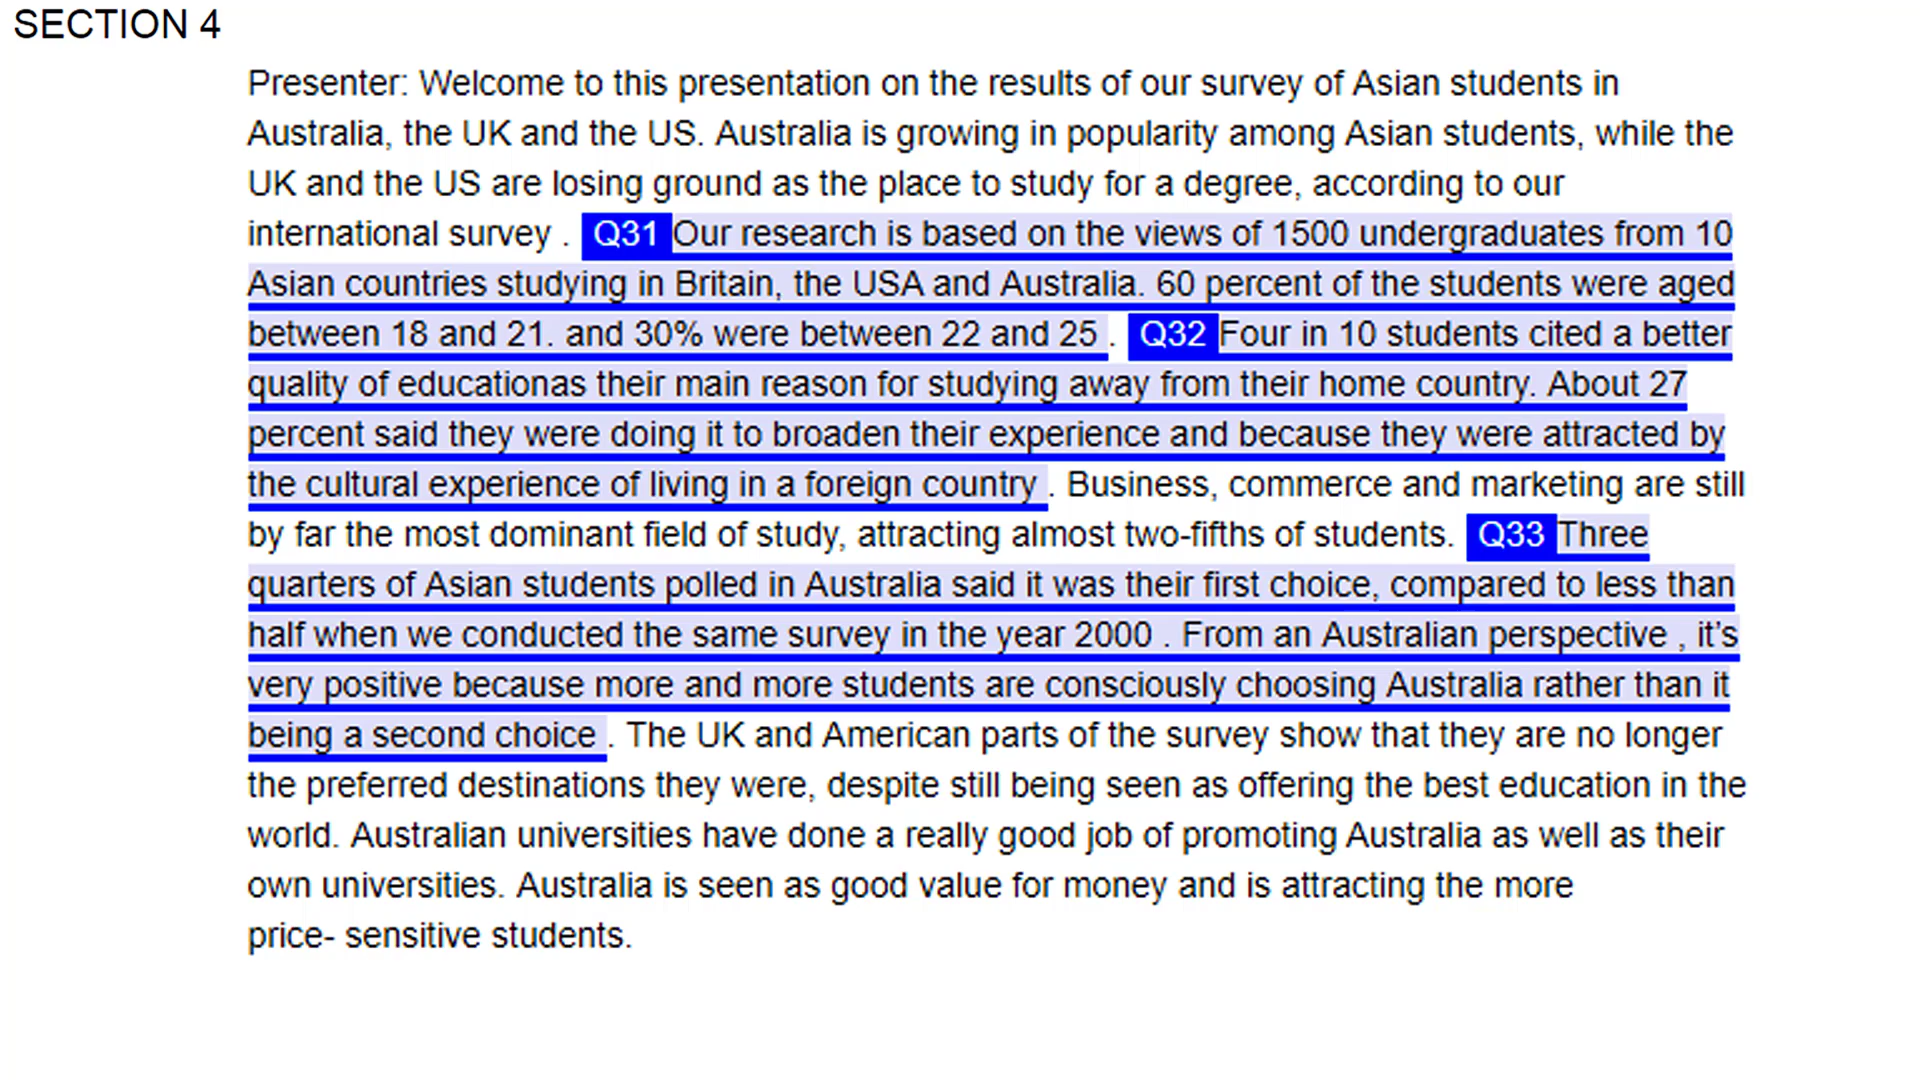 SECTION 4
Presenter: Welcome to this presentation on the results of our survey of Asian students in
Australia, the UK and the US. Australia is growing in popularity among Asian students, while the
UK and the US are losing ground as the place to study for a degree, according to our
international survey . Q31 Our research is based on the views of 1500 undergraduates from 10
Asian countries studying in Britain, the USA and Australia. 60 percent of the students were aged
between 18 and 21. and 30% were between 22 and 25 . Q32 Four in 10 students cited a better
quality of educationas their main reason for studying away from their home country. About 27
percent said they were doing it to broaden their experience and because they were attracted by
the cultural experience of living in a foreign country . Business, commerce and marketing are still
by far the most dominant field of study, attracting almost two-fifths of students. Q33 Three
quarters of Asian students polled in Australia said it was their first choice, compared to less than
half when we conducted the same survey in the year 2000 . From an Australian perspective , it's
very positive because more and more students are consciously choosing Australia rather than it
being a second choice . The UK and American parts of the survey show that they are no longer
the preferred destinations they were, despite still being seen as offering the best education in the
world. Australian universities have done a really good job of promoting Australia as well as their
own universities. Australia is seen as good value for money and is attracting the more
price- sensitive students.